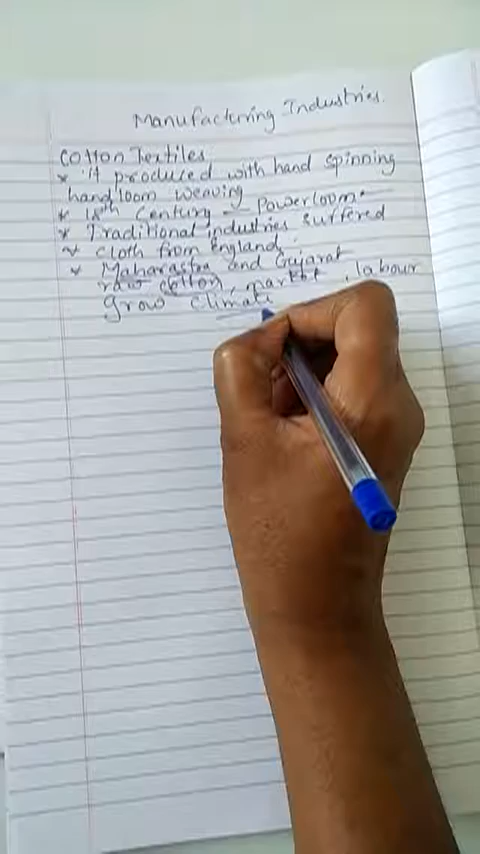 Manufacturing Industries.
Cotton Textiles
* It produced with hand spinning
handloom weaving
* 18th Century - Powerloom
* Traditional industries suffered
* cloth from England.
* Maharastra and Gujarat
raw cotton, market, labour
grow climate